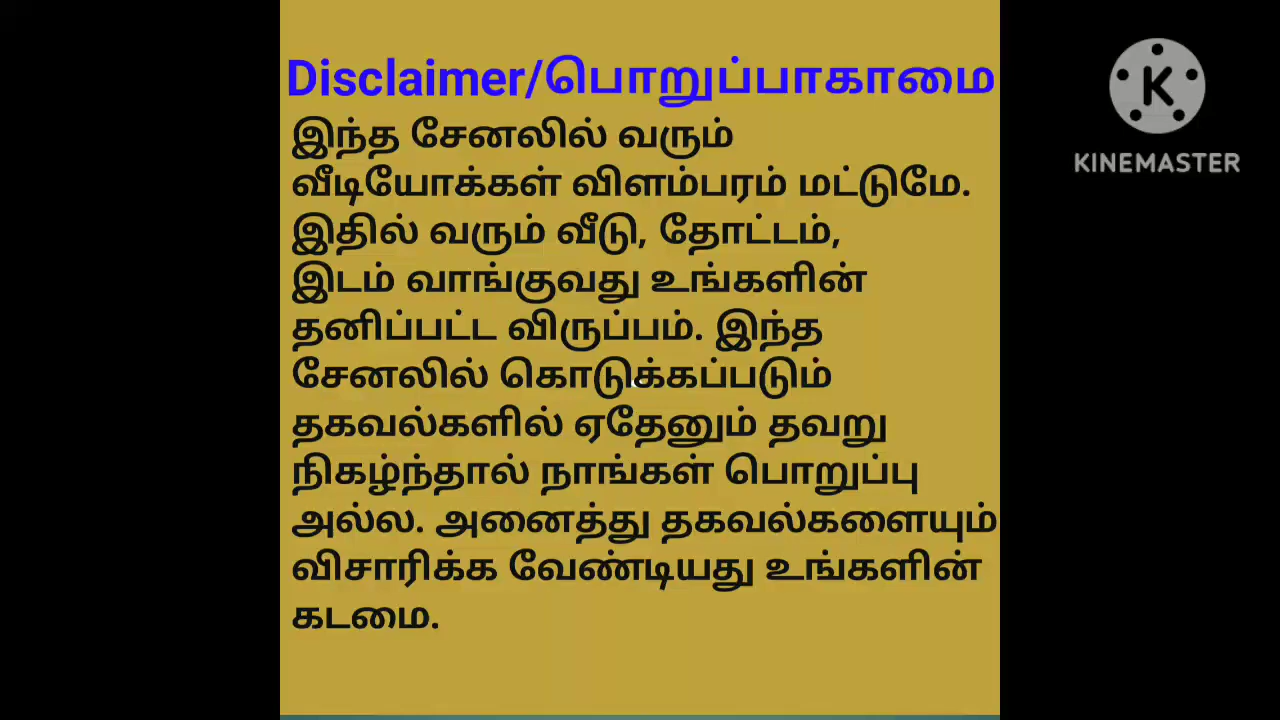 Disclaimer/பொறுப்பாகாமை
இந்த சேனலில் வரும்
வீடியோக்கள் விளம்பரம் மட்டுமே.
இதில் வரும் வீடு, தோட்டம்,
இடம் வாங்குவது உங்களின்
தனிப்பட்ட விருப்பம். இந்த
சேனலில் கொடுக்கப்படும்
தகவல்களில் ஏதேனும் தவறு
நிகழ்ந்தால் நாங்கள் பொறுப்பு
அல்ல. அனைத்து தகவல்களையும்
விசாரிக்க வேண்டியது உங்களின்
கடமை.
K
KINEMASTER